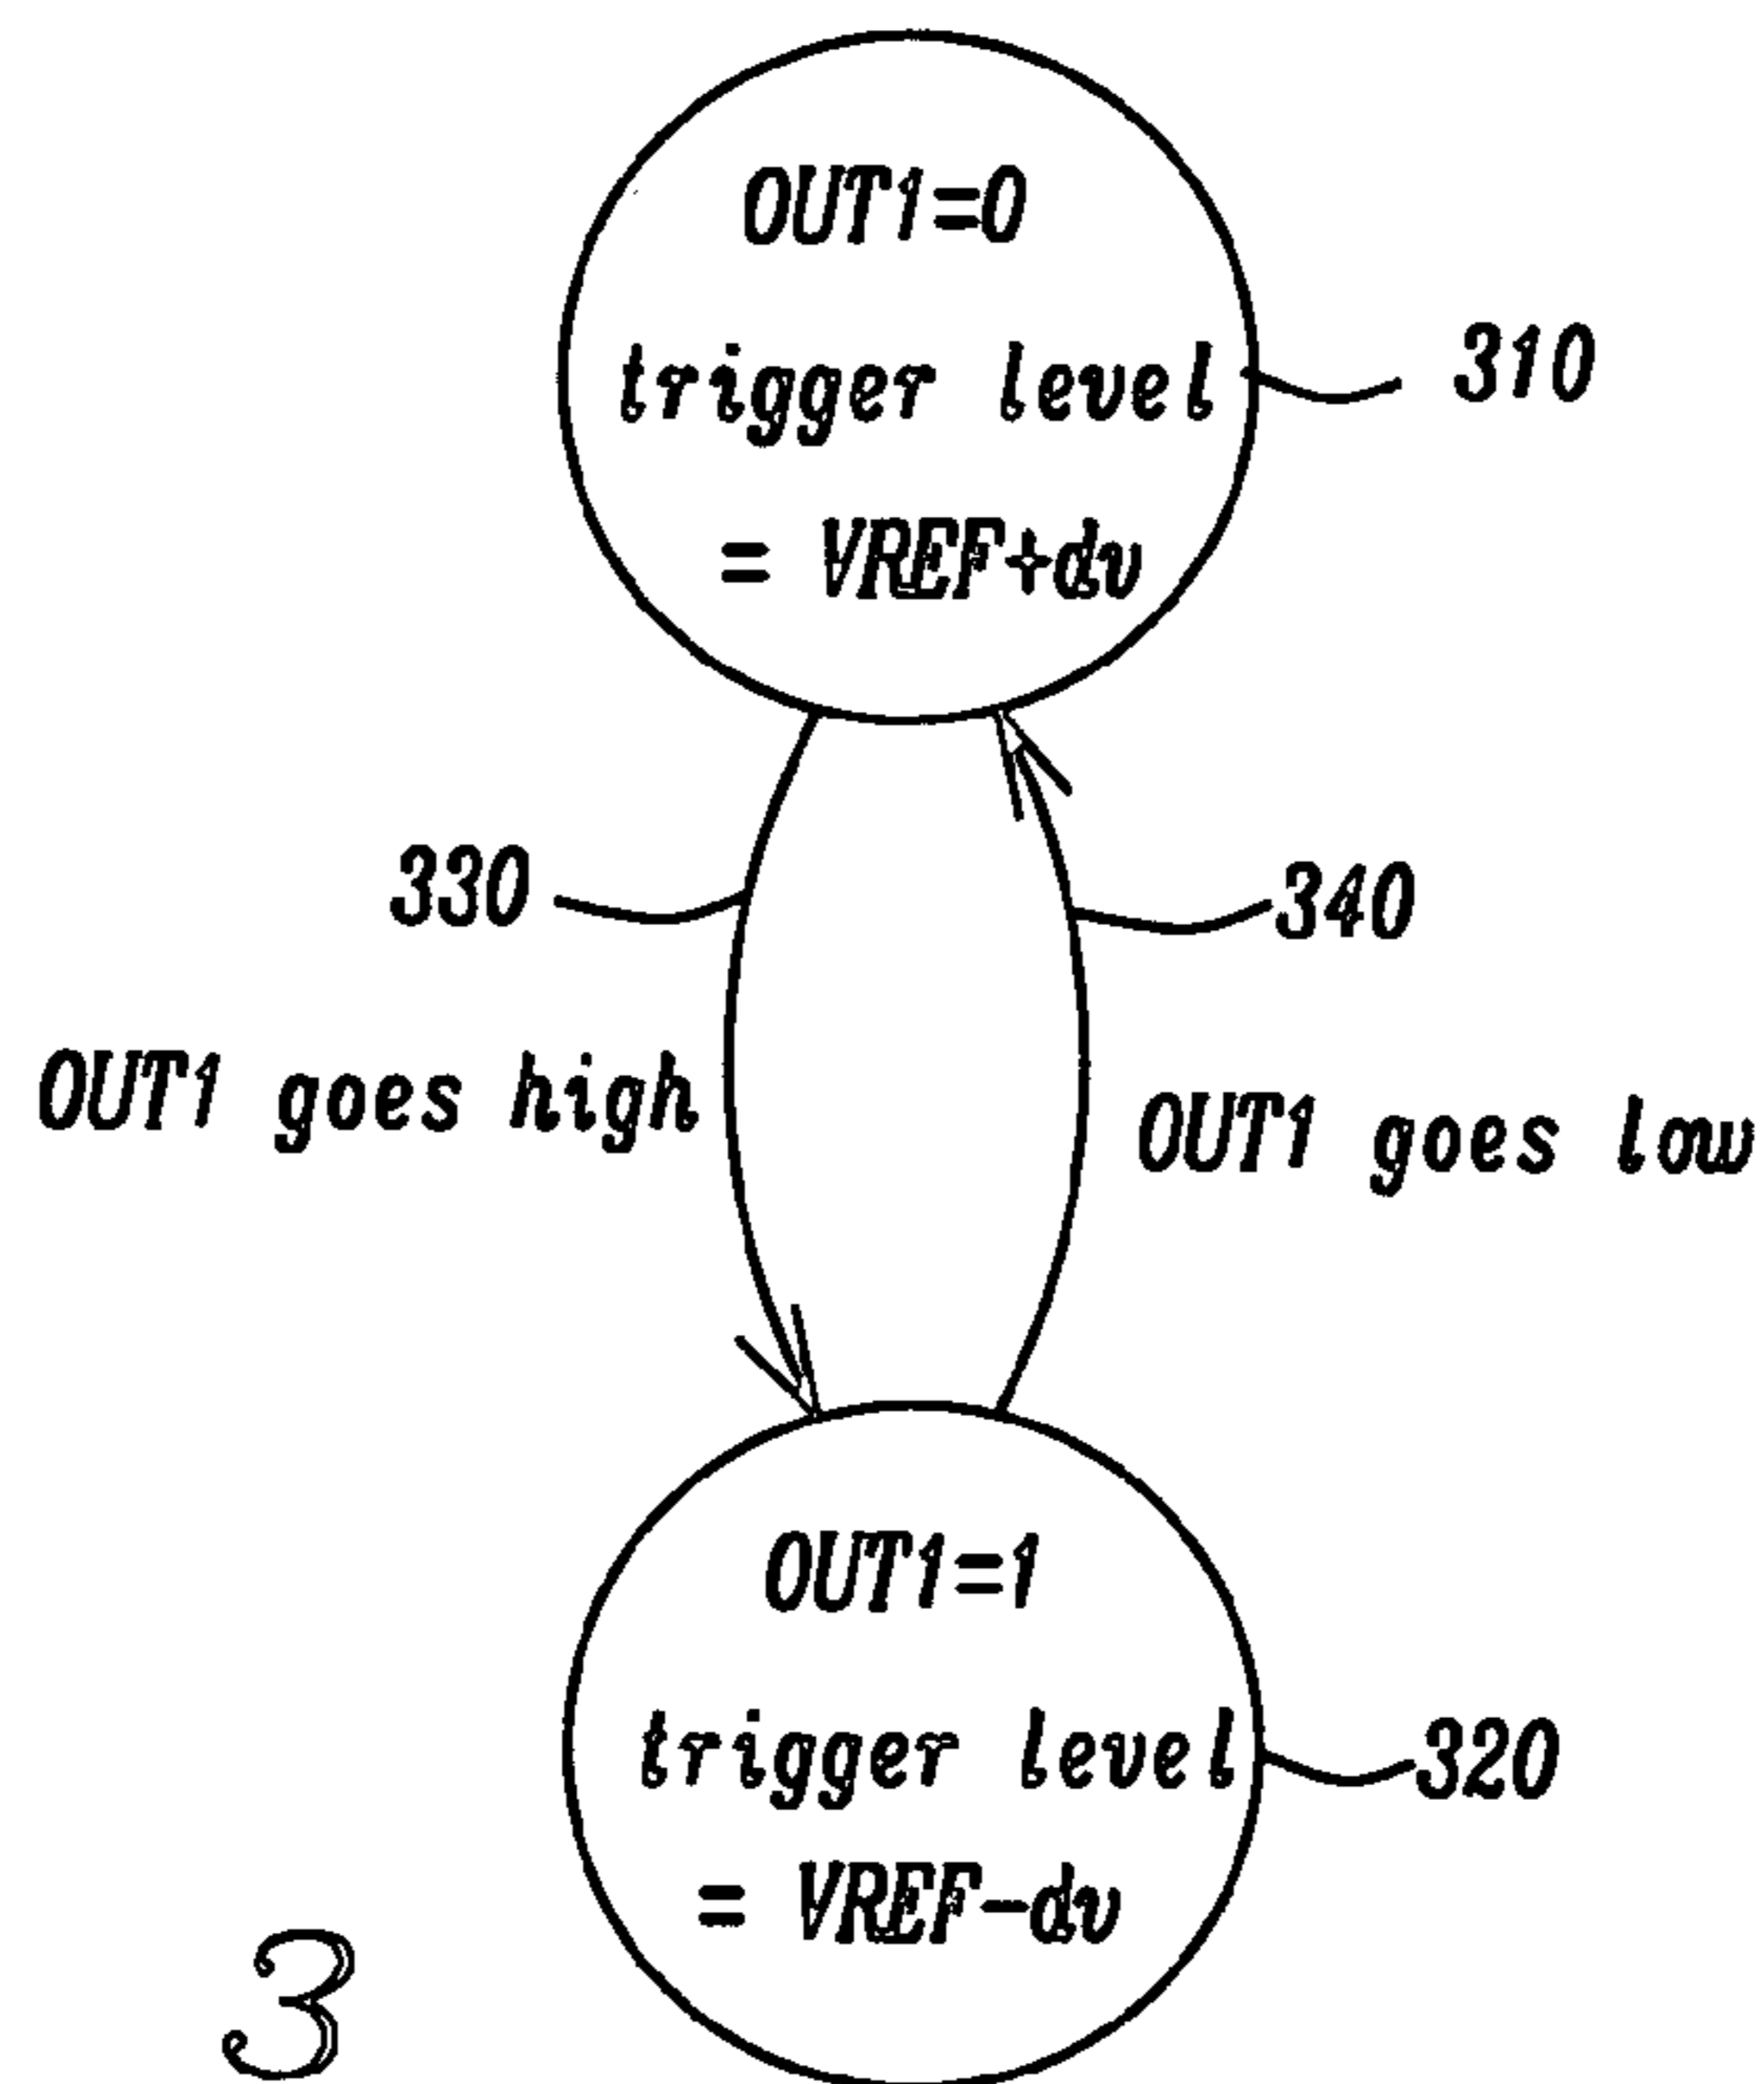 OUT1=0
trigger level
= VREF+dv
310
330
340
OUT1 goes high
OUT1 goes low
OUT1=1
trigger level
= VREF-dv
320
3